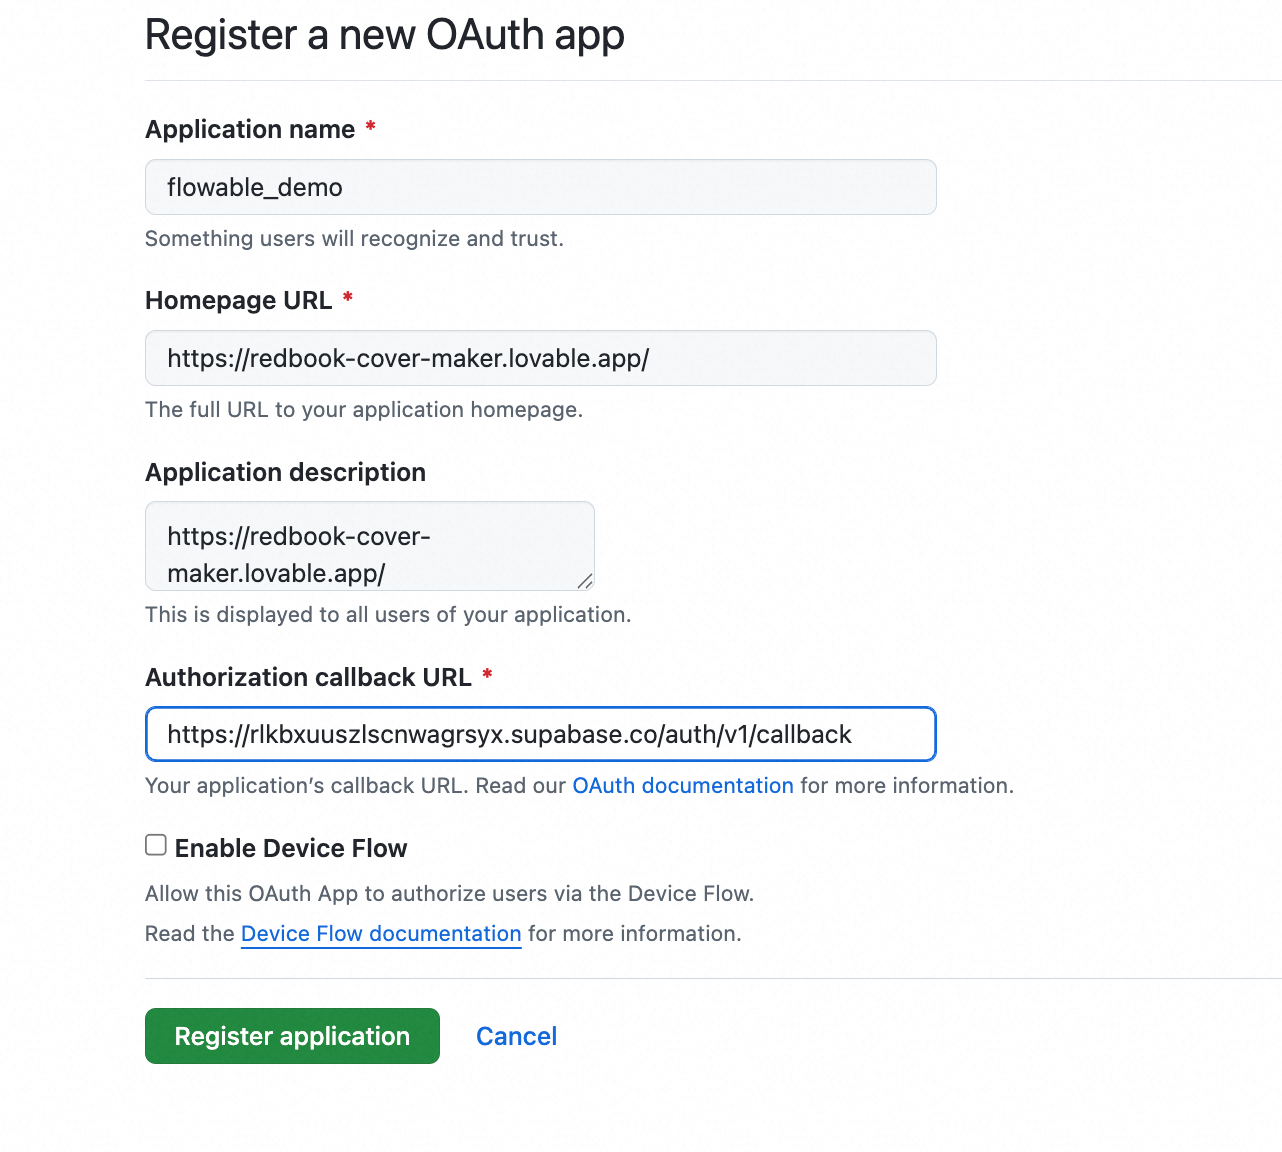 Register a new OAuth app
Application name *
flowable_demo
Something users will recognize and trust.
Homepage URL *
https://redbook-cover-maker.lovable.app/
The full URL to your application homepage.
Application description
https://redbook-cover-
maker.lovable.app/
This is displayed to all users of your application.
Authorization callback URL *
https://rlkbxuuszlscnwagrsyx.supabase.co/auth/v1/callback
Your application’s callback URL. Read our OAuth documentation for more information.
Enable Device Flow
Allow this OAuth App to authorize users via the Device Flow.
Read the Device Flow documentation for more information.
Register application Cancel